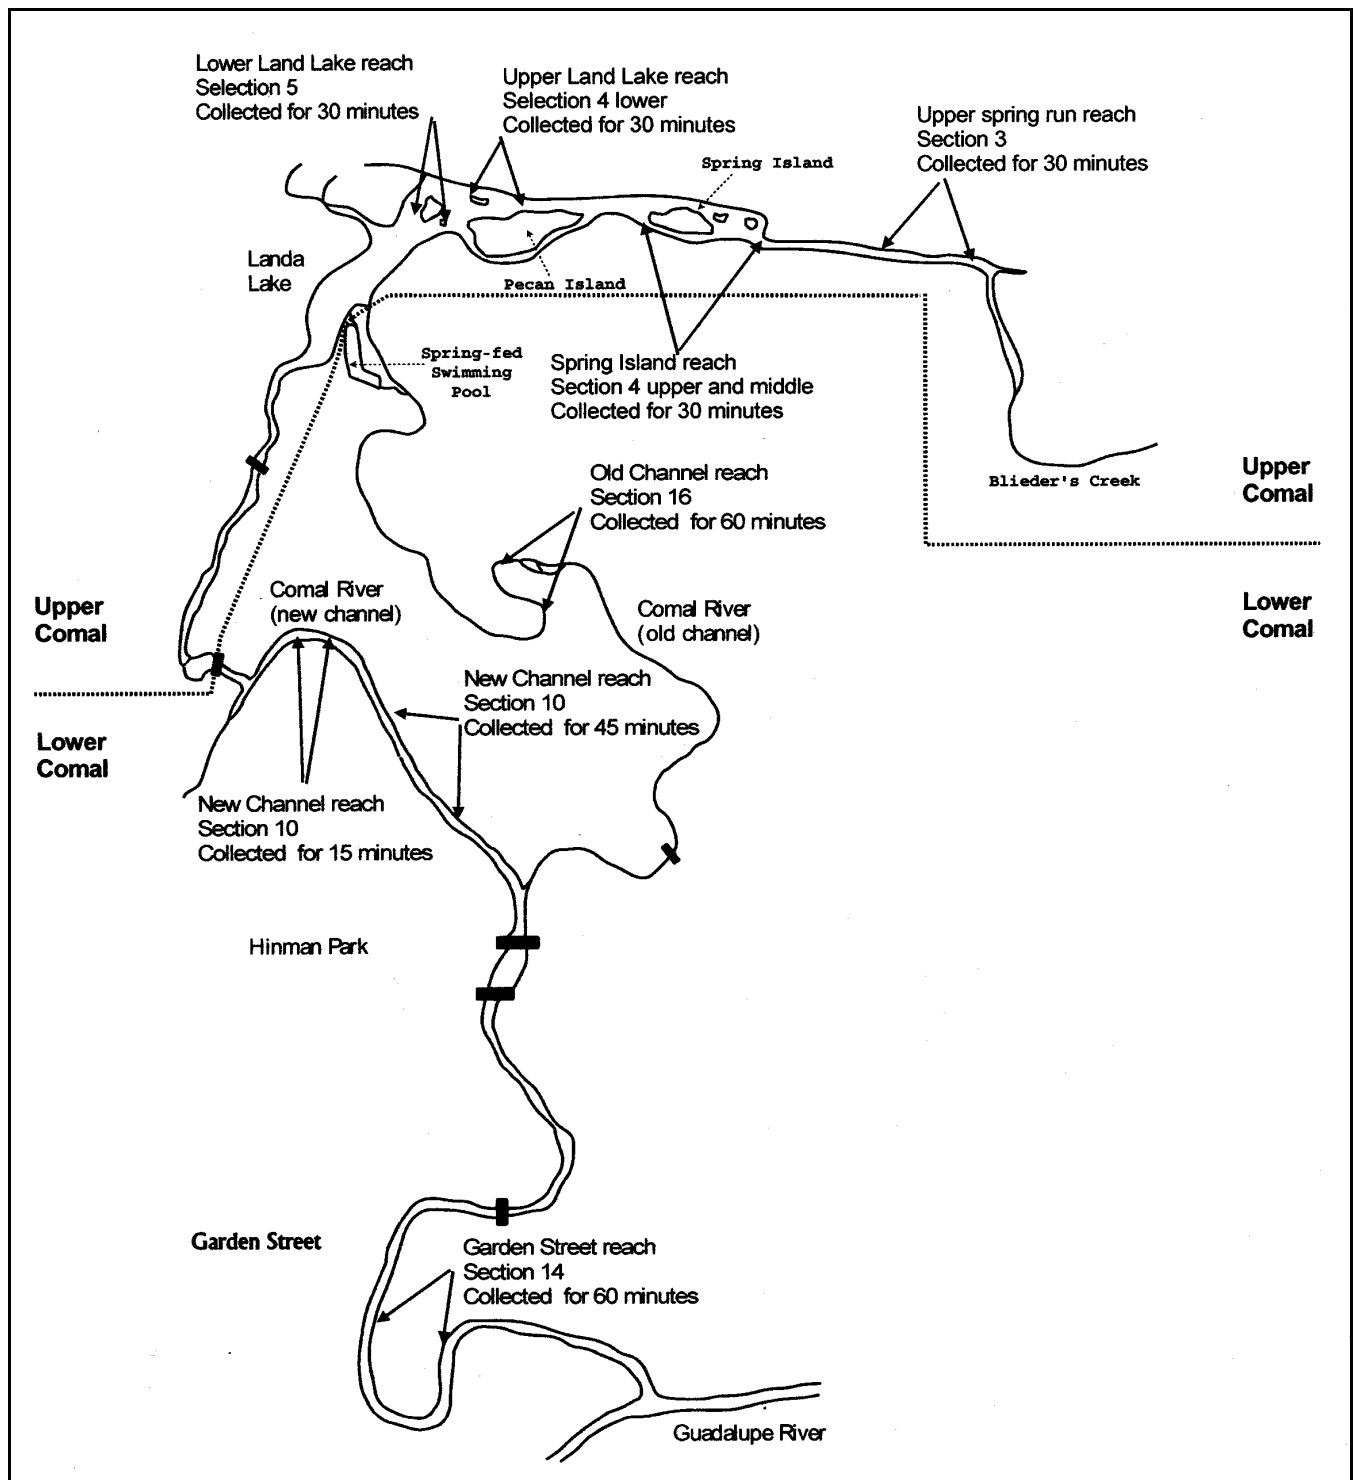 Lower Land Lake reach
Selection 5
Collected for 30 minutes
Upper Land Lake reach
Selection 4 lower
Collected for 30 minutes
Upper spring run reach
Section 3
Collected for 30 minutes
Spring Island
Landa
Lake
Pecan Island
Spring-fed
Swimming
Pool
Spring Island reach
Section 4 upper and middle
Collected for 30 minutes
Blieder's Creek
Upper
Comal
Old Channel reach
Section 16
Collected for 60 minutes
Upper
Comal
Comal River
(new channel)
Comal River
(old channel)
Lower
Comal
New Channel reach
Section 10
Collected for 45 minutes
Lower
Comal
New Channel reach
Section 10
Collected for 15 minutes
Hinman Park
Garden Street
Garden Street reach
Section 14
Collected for 60 minutes
Guadalupe River